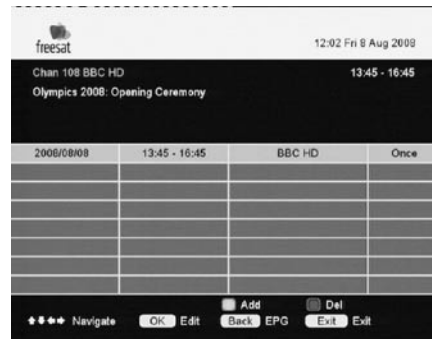 freesat
12:02 Fri 8 Aug 2008
Chan 108 BBC HD 13:45 - 16:45
Olympics 2008: Opening Ceremony
2008/08/08 13:45 - 16:45 BBC HD Once
Add Del
Navigate OK Edit Back EPG Exit Exit